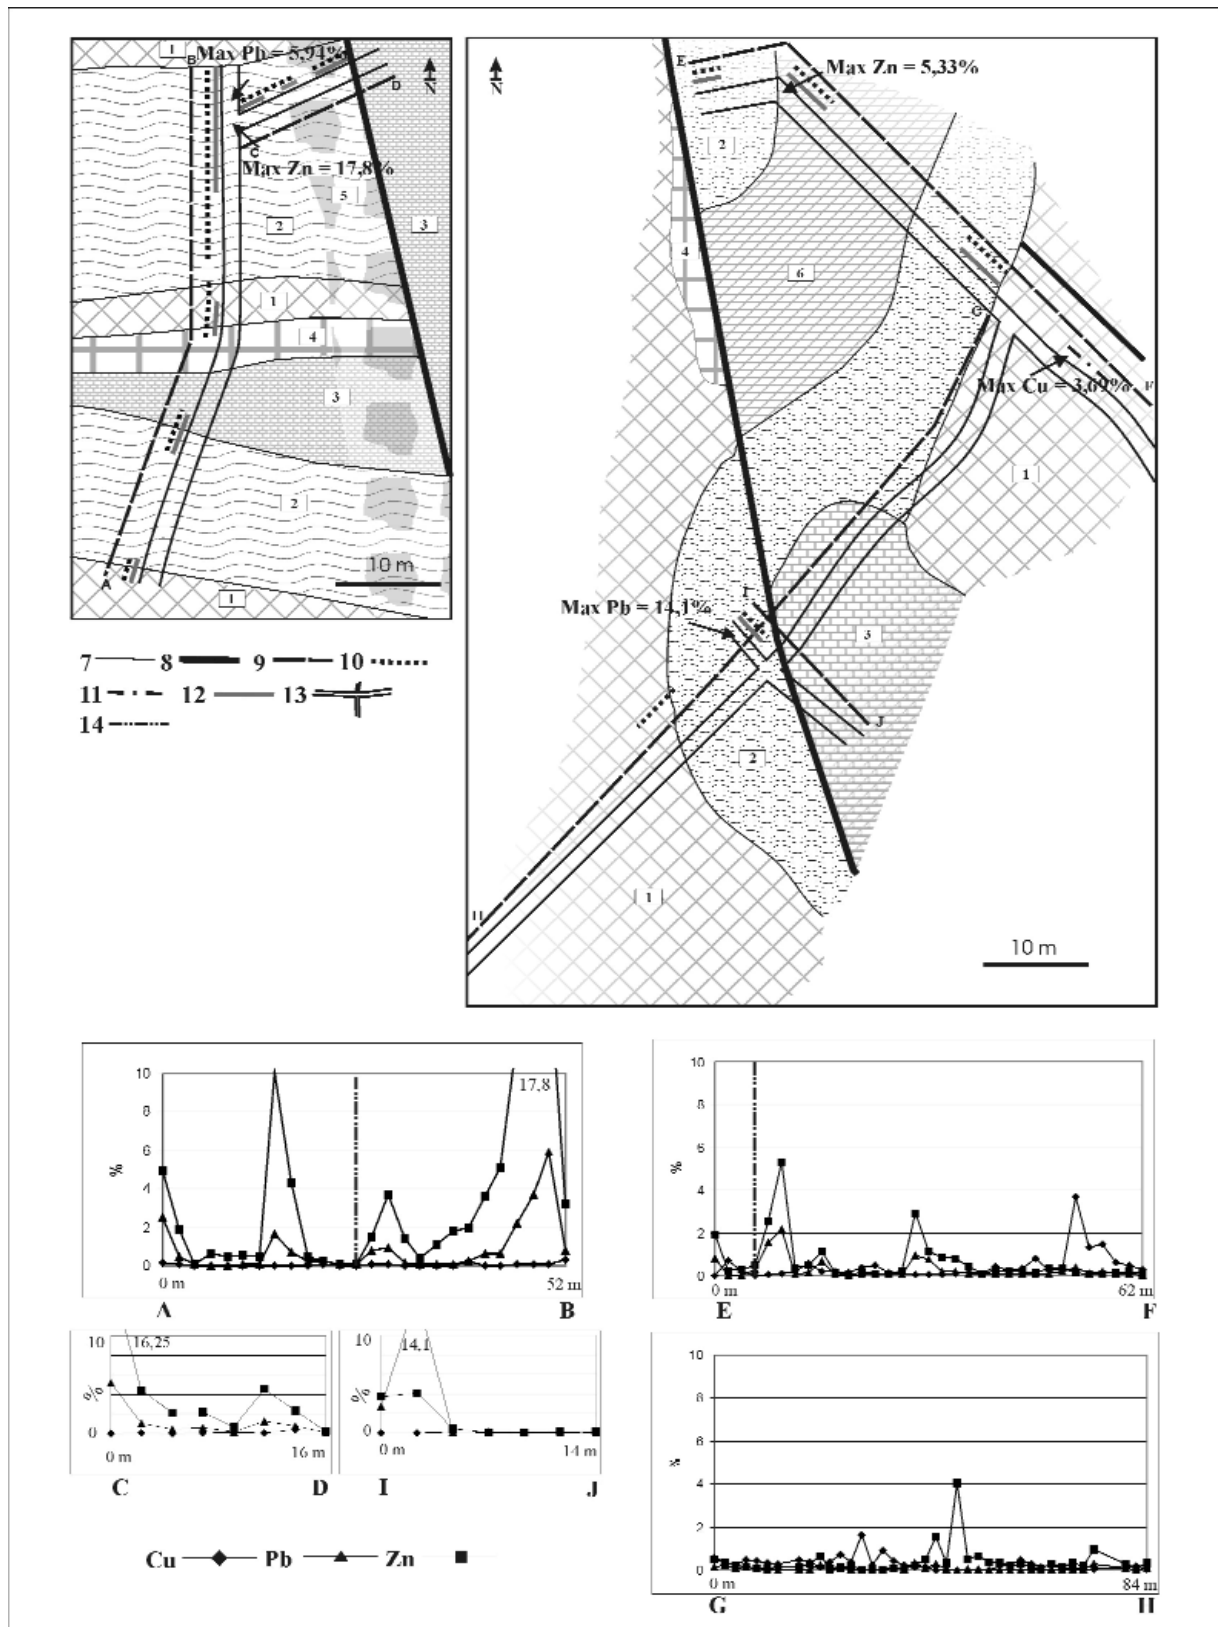 1
B
Max Pb = 5,94%
N
D
C
Max Zn = 17,8%
5
2
3
1
4
3
2
A
1
10 m
E
N
Max Zn = 5,33%
2
4
6
G
Max Cu = 3,69%
F
1
I
Max Pb = 14,1%
3
J
2
1
H
10 m
7 8 9 10
11 12 13
14
10
8
6
4
2
0
%
17,8
0 m
52 m
A B
10
8
6
4
2
0
%
0 m
62 m
E F
10
0
%
16,25
0 m
16 m
C D
10
0
%
14,1
0 m
14 m
I J
10
8
6
4
2
0
%
0 m
84 m
G H
Cu Pb Zn